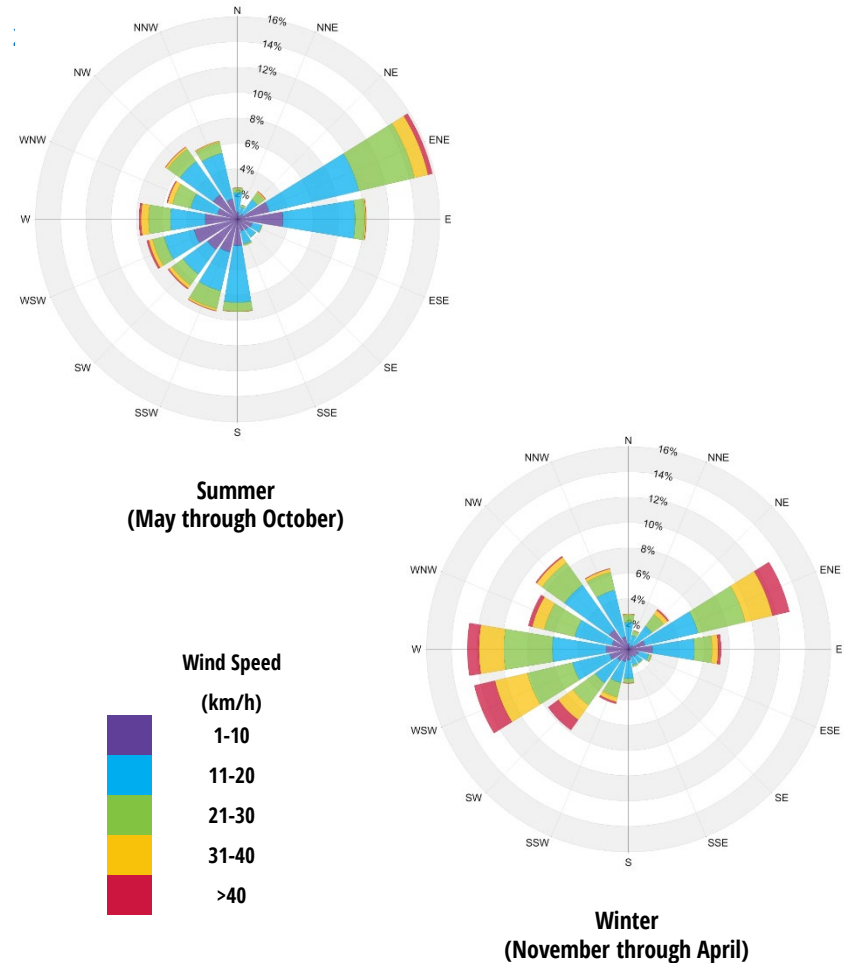 N
16%
NNW
NNE
14%
NW
12%
NE
10%
8%
WNW
ENE
4%
2%
W
E
WSW
ESE
SW
SE
SSW
SSE
S
Summer
(May through October)
N
16%
NNW
NNE
14%
NW
12%
NE
10%
8%
WNW
6%
ENE
4%
2%
W
E
WSW
ESE
SW
SE
SSW
SSE
S
Wind Speed
(km/h)
1-10
11-20
21-30
31-40
>40
Winter
(November through April)